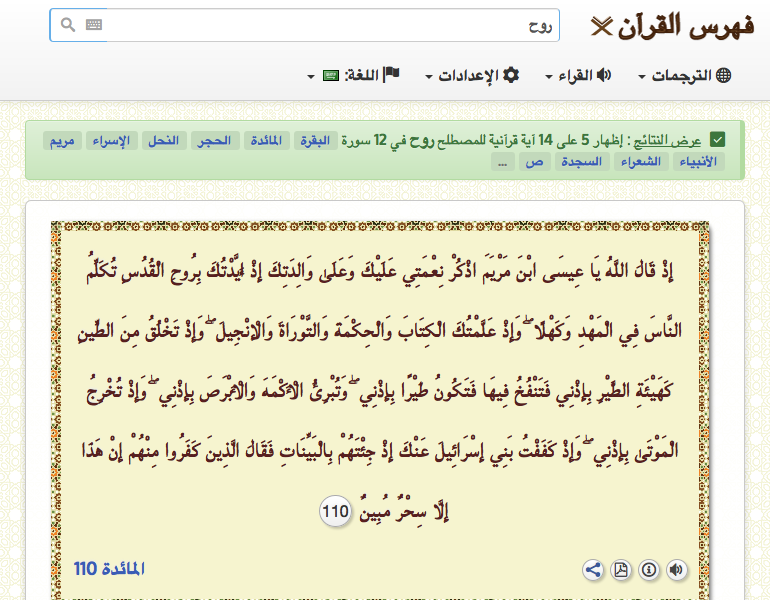 فهرس القرآن
روح
الترجمات
القراء
الإعدادات
اللغة:
عرض النتائج : إظهار 5 على 14 آية قرآنية للمصطلح روح في 12 سورة البقرة المائدة الحجر النحل الإسراء مريم
الأنبياء الشعراء السجدة ص ...
إِذْ قَالَ اللَّهُ يَا عِيسَى ابْنَ مَرْيَمَ اذْكُرْ نِعْمَتِي عَلَيْكَ وَعَلَىٰ وَالِدَتِكَ إِذْ أَيَّدْتُكَ بِرُوحِ الْقُدُسِ تُكَلِّمُ
النَّاسَ فِي الْمَهْدِ وَكَهْلًا ۖ وَإِذْ عَلَّمْتُكَ الْكِتَابَ وَالْحِكْمَةَ وَالتَّوْرَاةَ وَالْإِنْجِيلَ ۖ وَإِذْ تَخْلُقُ مِنَ الطِّينِ
كَهَيْئَةِ الطَّيْرِ بِإِذْنِي فَتَنْفُخُ فِيهَا فَتَكُونُ طَيْرًا بِإِذْنِي ۖ وَتُبْرِئُ الْأَكْمَهَ وَالْأَبْرَصَ بِإِذْنِي ۖ وَإِذْ تُخْرِجُ
الْمَوْتَىٰ بِإِذْنِي ۖ وَإِذْ كَفَفْتُ بَنِي إِسْرَائِيلَ عَنْكَ إِذْ جِئْتَهُمْ بِالْبَيِّنَاتِ فَقَالَ الَّذِينَ كَفَرُوا مِنْهُمْ إِنْ هَٰذَا
إِلَّا سِحْرٌ مُبِينٌ 110
المائدة 110